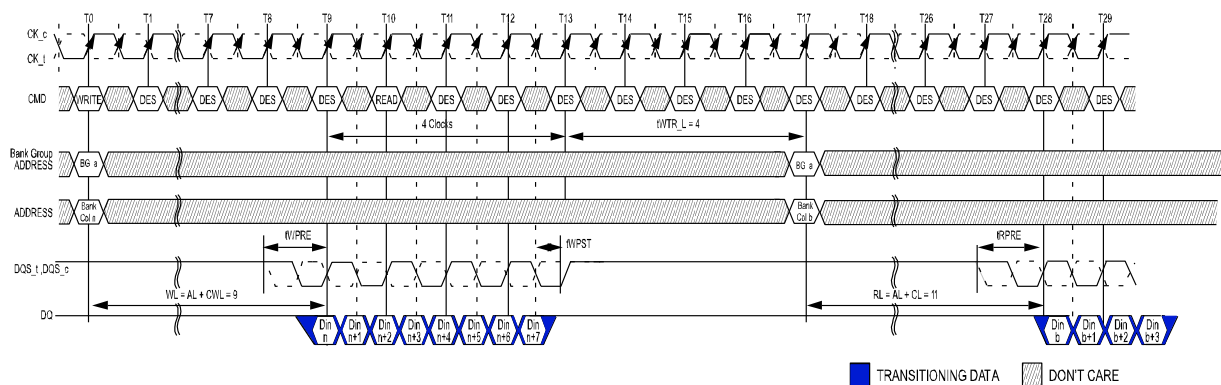 T0 T1 T7 T8 T9 T10 T11 T12 T13 T14 T15 T16 T17 T18 T26 T27 T28 T29
CK_c
CK_t
CMD WRITE DES DES DES DES READ DES DES DES DES DES DES DES DES DES DES DES DES
4 Clocks tWTR_L = 4
Bank Group
ADDRESS BG a BG a
ADDRESS Bank
Col n Bank
Col b
tWPRE tWPST tRPRE
DQS_t ,DQS_c
WL = AL + CWL = 9 RL = AL + CL = 11
DQ Din
n Din
n+1 Din
n+2 Din
n+3 Din
n+4 Din
n+5 Din
n+6 Din
n+7 Din
b Din
b+1 Din
b+2 Din
b+3
TRANSITIONING DATA DON'T CARE